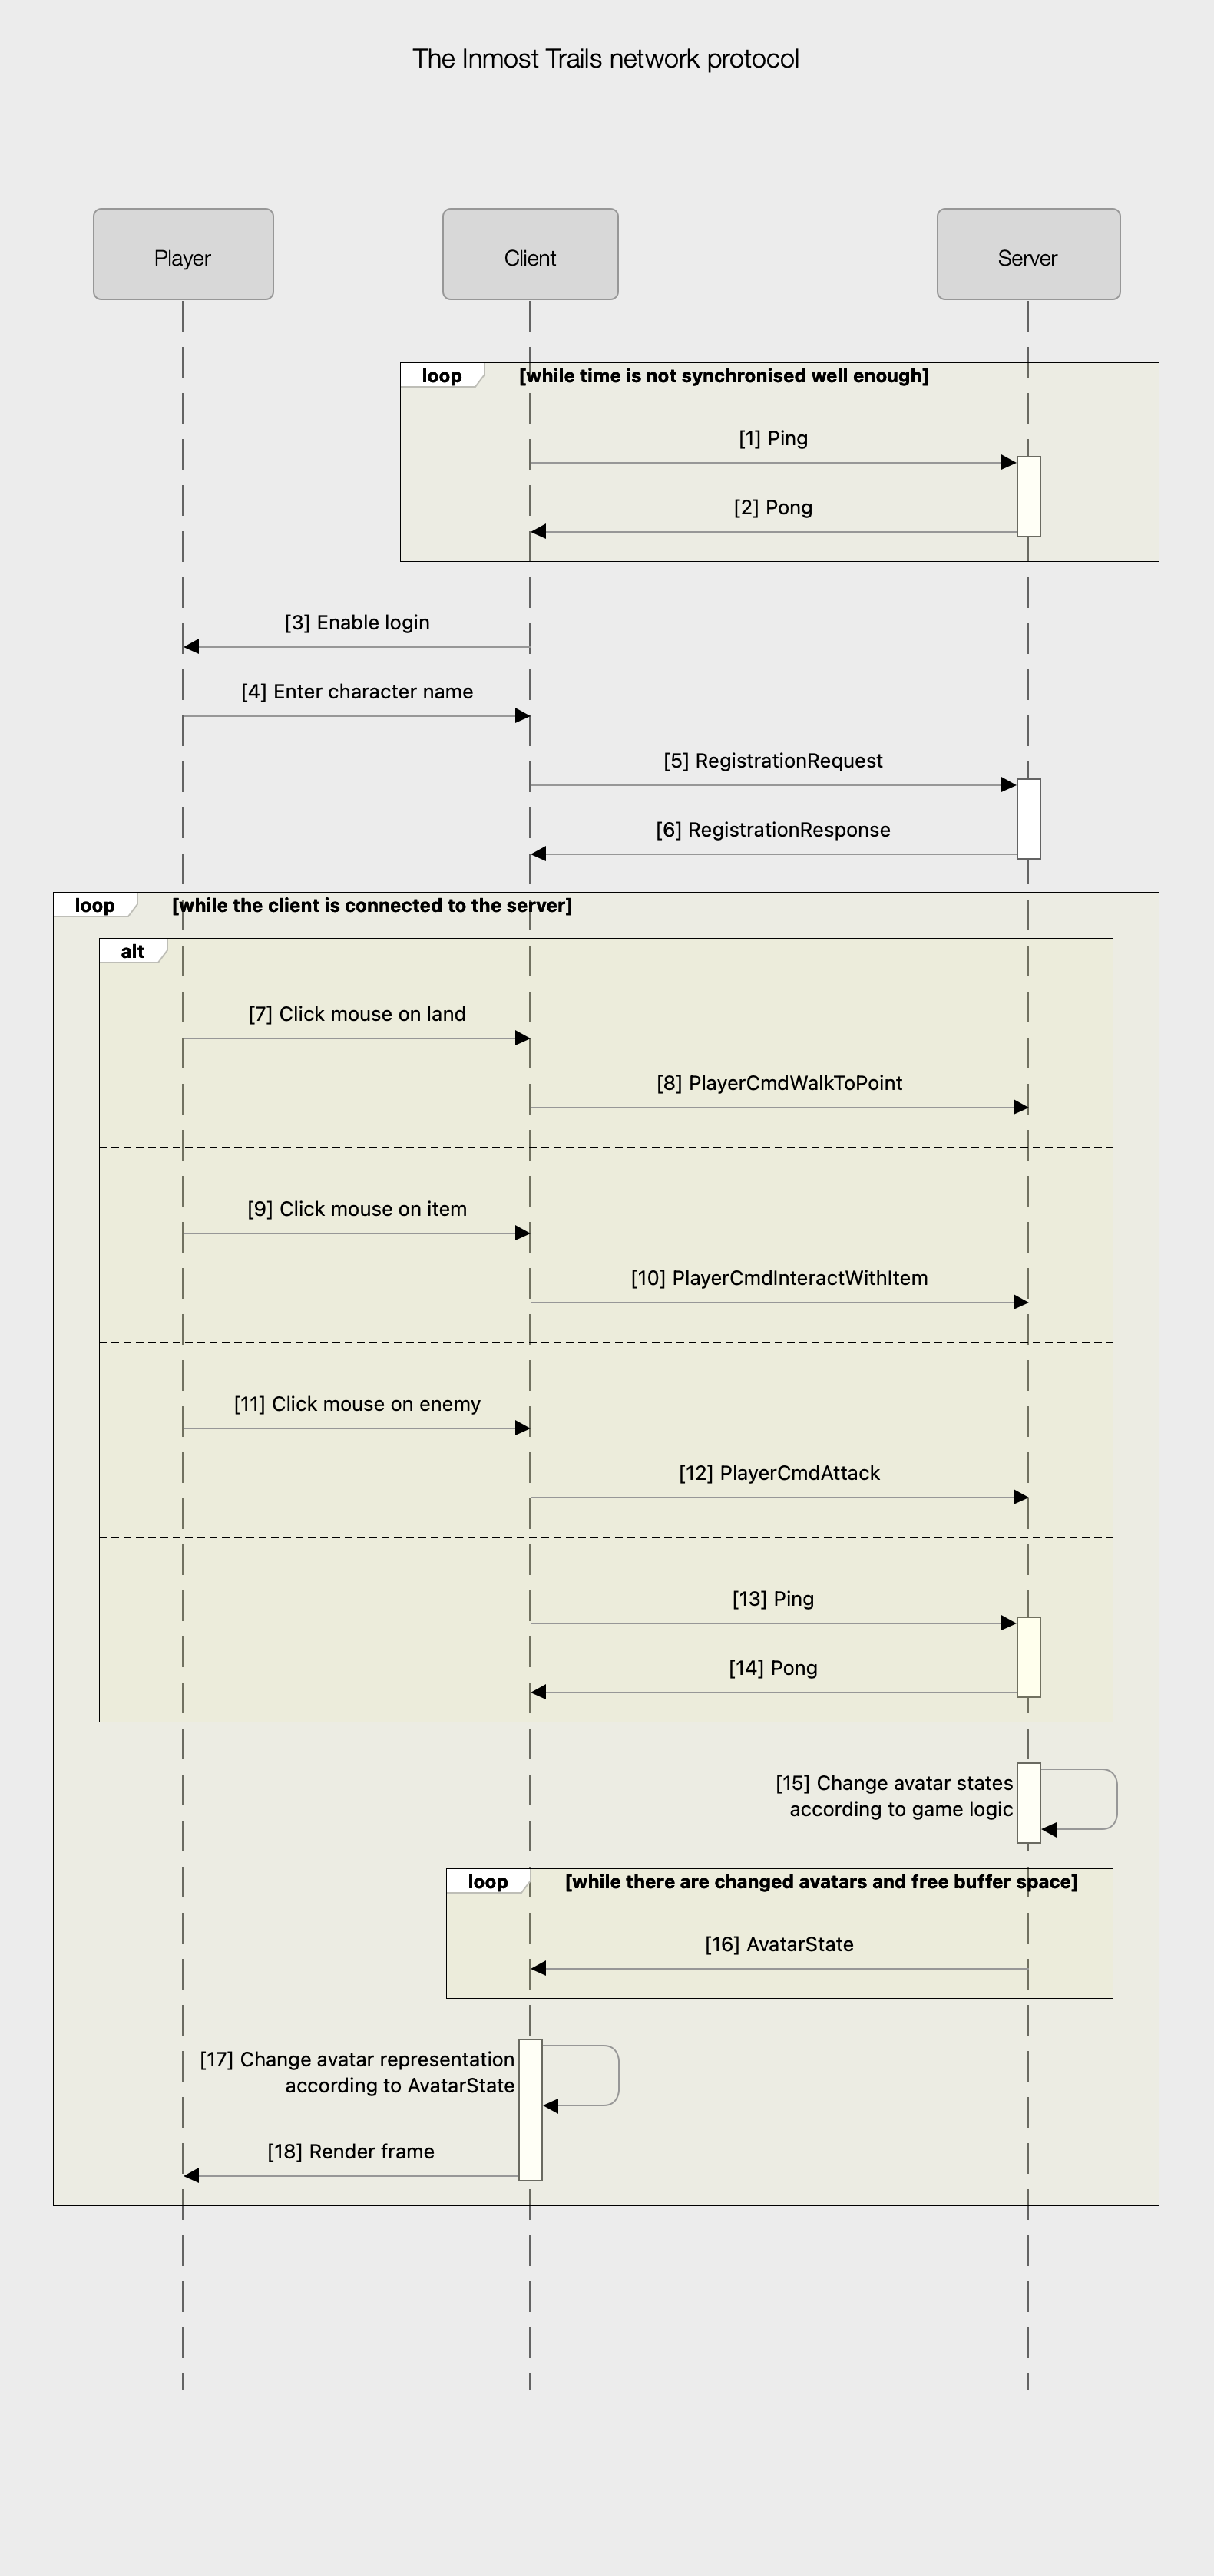 The Inmost Trails network protocol
Player
Client
Server
loop
[while time is not synchronised well enough]
[1] Ping
[2] Pong
[3] Enable login
[4] Enter character name
[5] RegistrationRequest
[6] RegistrationResponse
loop
[while the client is connected to the server]
alt
[7] Click mouse on land
[8] PlayerCmdWalkToPoint
[9] Click mouse on item
[10] PlayerCmdInteractWithItem
[11] Click mouse on enemy
[12] PlayerCmdAttack
[13] Ping
[14] Pong
[15] Change avatar states
according to game logic
loop
[while there are changed avatars and free buffer space]
[16] AvatarState
[17] Change avatar representation
according to AvatarState
[18] Render frame